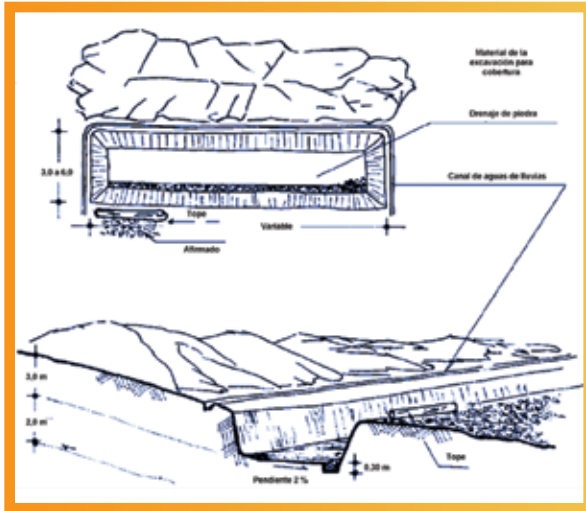 Material de la
excavación para
cobertura
Drenaje de piedra
3,0 a 6,0
Canal de aguas de lluvias
Tope
Variable
Afirmado
3,0 m
2,0 m
0,30 m
Tope
Pendiente 2 %